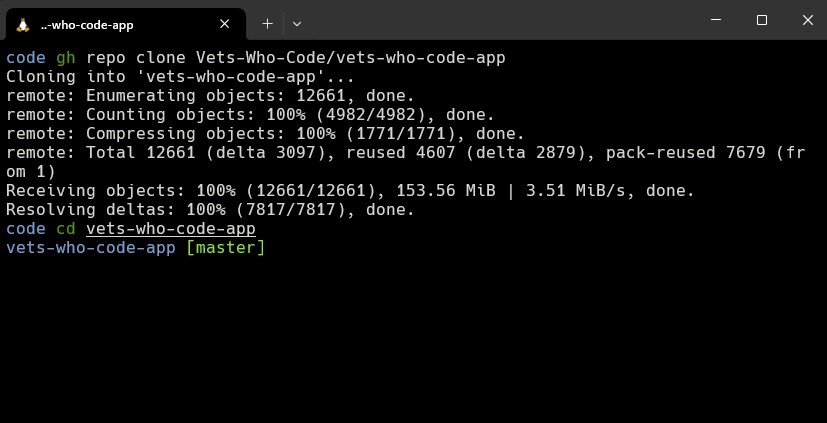 ..-who-code-app
code gh repo clone Vets-Who-Code/vets-who-code-app
Cloning into 'vets-who-code-app'...
remote: Enumerating objects: 12661, done.
remote: Counting objects: 100% (4982/4982), done.
remote: Compressing objects: 100% (1771/1771), done.
remote: Total 12661 (delta 3097), reused 4607 (delta 2879), pack-reused 7679 (fr
om 1)
Receiving objects: 100% (12661/12661), 153.56 MiB | 3.51 MiB/s, done.
Resolving deltas: 100% (7817/7817), done.
code cd vets-who-code-app
vets-who-code-app [master]